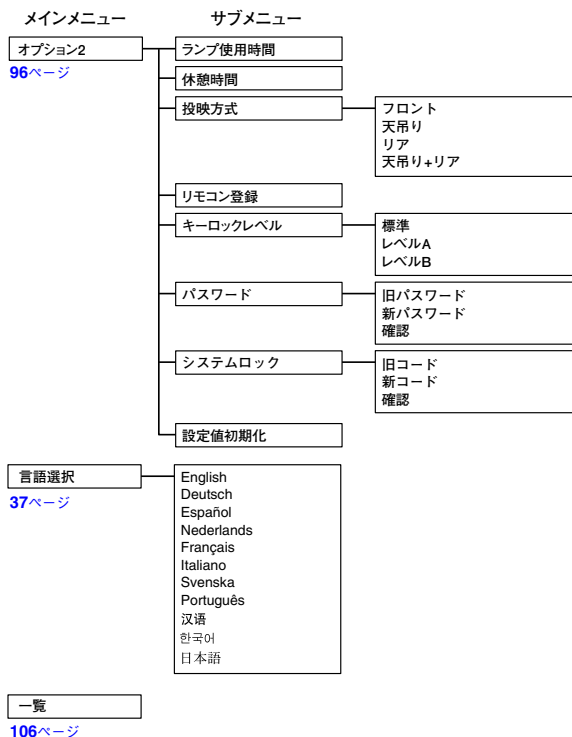 メインメニュー
サブメニュー
オプション2
96ページ
ランプ使用時間
休憩時間
投映方式
フロント
天吊り
リア
天吊り+リア
リモコン登録
キーロックレベル
標準
レベルA
レベルB
パスワード
旧パスワード
新パスワード
確認
システムロック
旧コード
新コード
確認
設定値初期化
言語選択
37ページ
English
Deutsch
Español
Nederlands
Français
Italiano
Svenska
Português
汉语
한국어
日本語
一覧
106ページ